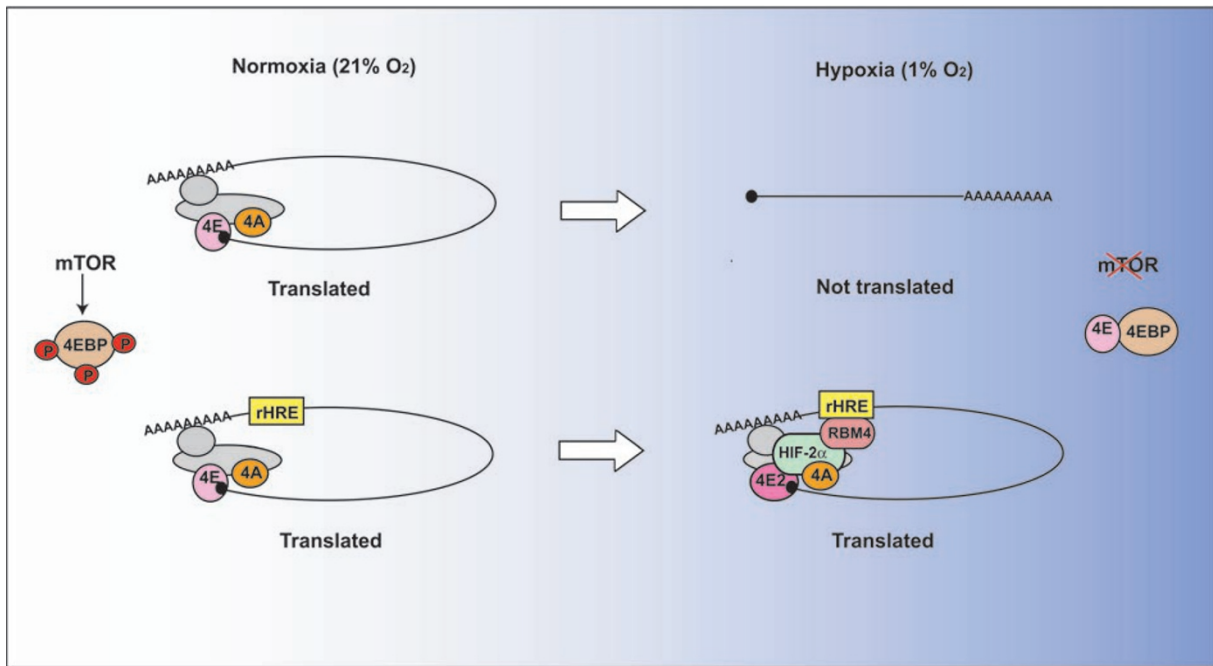 Normoxia (21% O₂)
Hypoxia (1% O₂)
AAAAAAAAA
4E
4A
AAAAAAAAA
Translated
Not translated
mTOR
mTOR
4EBP
P
P
P
4E
4EBP
AAAAAAAAA
rHRE
4E
4A
AAAAAAAAA
rHRE
RBM4
HIF-2α
4E2
4A
Translated
Translated